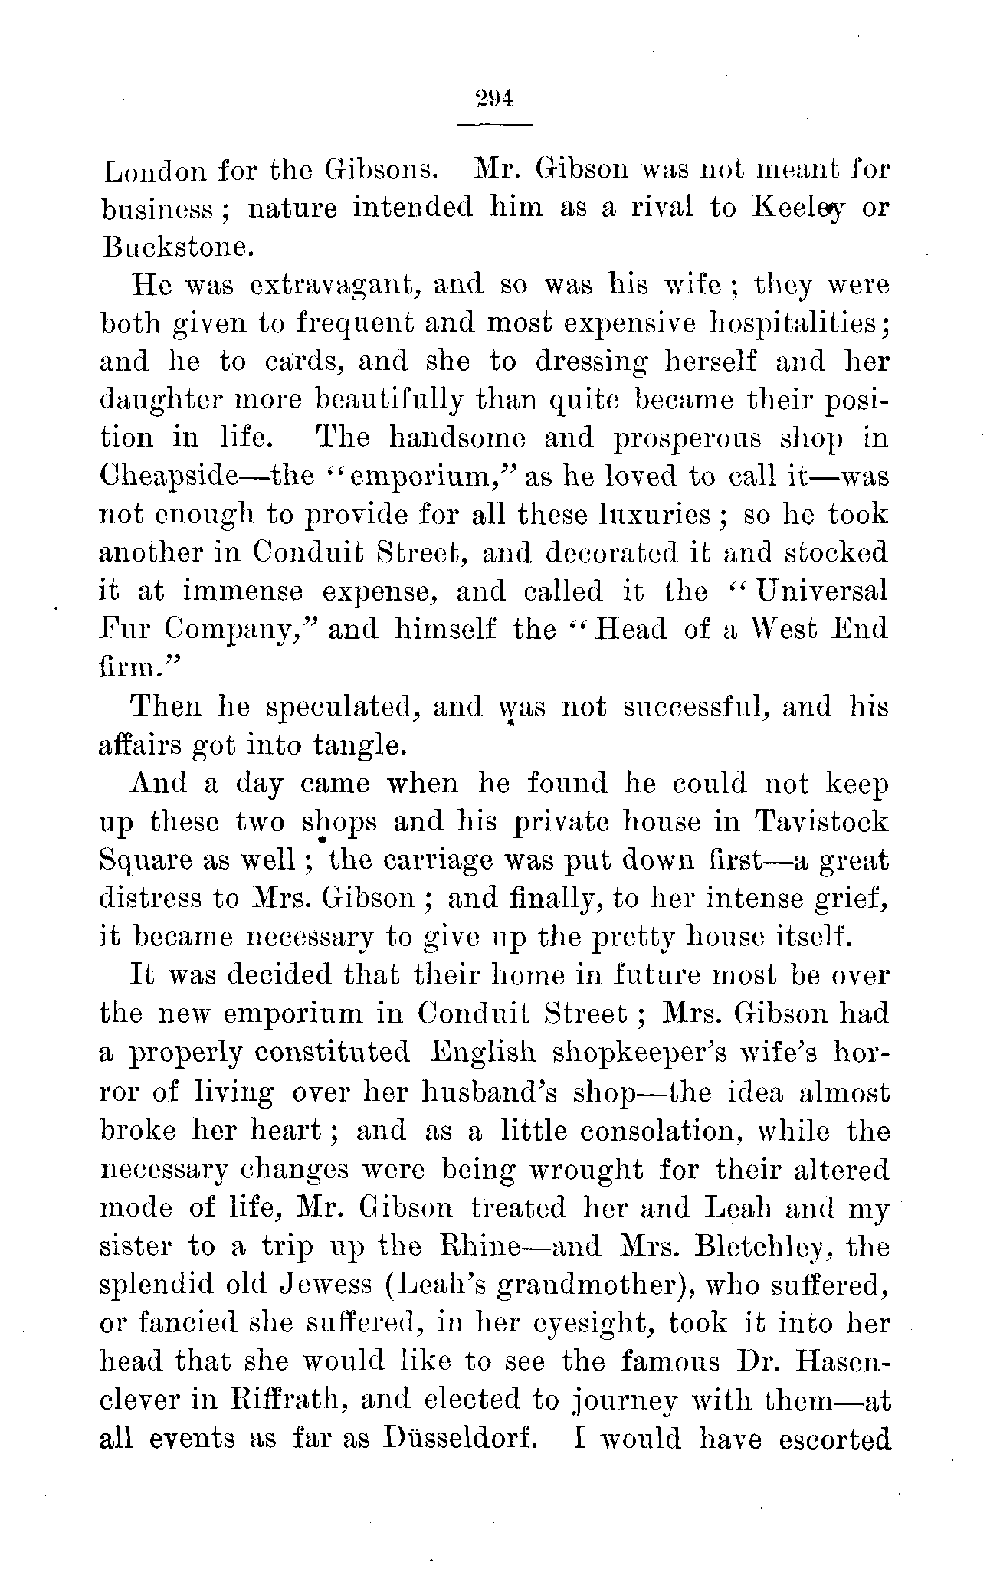 294
London for the Gibsons. Mr. Gibson was not meant for
business ; nature intended him as a rival to Keeley or
Buckstone.
He was extravagant, and so was his wife ; they were
both given to frequent and most expensive hospitalities;
and he to cards, and she to dressing herself and her
daughter more beautifully than quite became their posi-
tion in life. The handsome and prosperous shop in
Cheapside—the “emporium,” as he loved to call it—was
not enough to provide for all these luxuries ; so he took
another in Conduit Street, and decorated it and stocked
it at immense expense, and called it the “ Universal
Fur Company,” and himself the “ Head of a West End
firm.”
Then he speculated, and was not successful, and his
affairs got into tangle.
And a day came when he found he could not keep
up these two shops and his private house in Tavistock
Square as well ; the carriage was put down first—a great
distress to Mrs. Gibson ; and finally, to her intense grief,
it became necessary to give up the pretty house itself.
It was decided that their home in future most be over
the new emporium in Conduit Street ; Mrs. Gibson had
a properly constituted English shopkeeper’s wife’s hor-
ror of living over her husband’s shop—the idea almost
broke her heart ; and as a little consolation, while the
necessary changes were being wrought for their altered
mode of life, Mr. Gibson treated her and Leah and my
sister to a trip up the Rhine—and Mrs. Bletchley, the
splendid old Jewess (Leah’s grandmother), who suffered,
or fancied she suffered, in her eyesight, took it into her
head that she would like to see the famous Dr. Hasen-
clever in Riffrath, and elected to journey with them—at
all events as far as Düsseldorf. I would have escorted